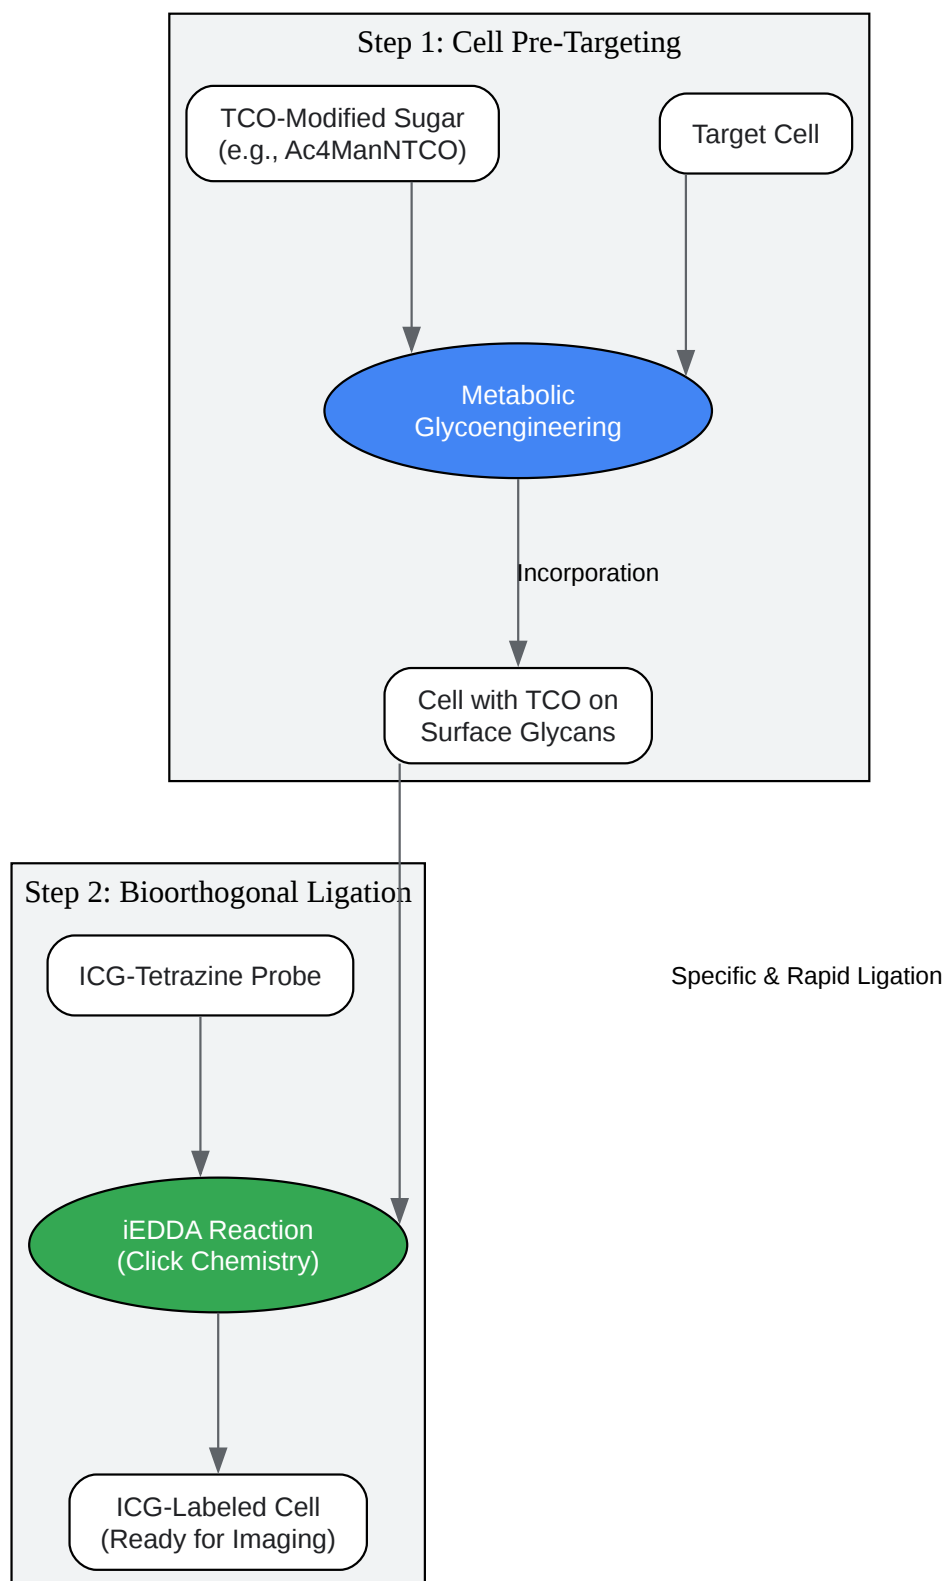 Step 1: Cell Pre-Targeting
TCO-Modified Sugar
(e.g., Ac4ManNTCO)
Target Cell
Metabolic
Glycoengineering
Incorporation
Cell with TCO on
Surface Glycans
Step 2: Bioorthogonal Ligation
ICG-Tetrazine Probe
Specific & Rapid Ligation
iEDDA Reaction
(Click Chemistry)
ICG-Labeled Cell
(Ready for Imaging)